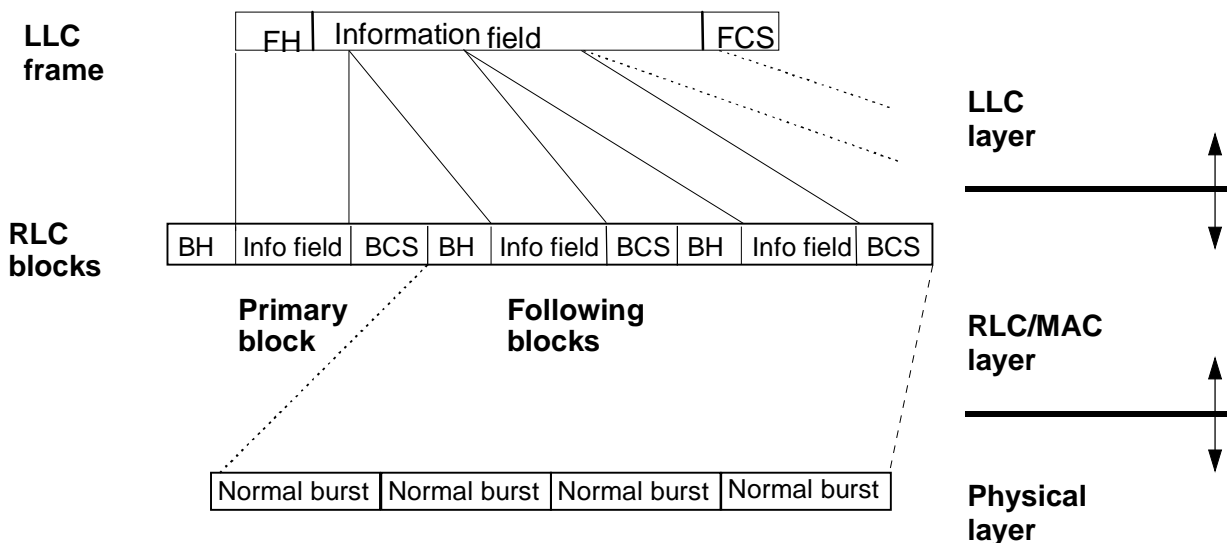 LLC
frame
FH Information field FCS
LLC
layer
RLC
blocks
BH Info field BCS BH Info field BCS BH Info field BCS
Primary
block
Following
blocks
RLC/MAC
layer
Normal burst Normal burst Normal burst Normal burst
Physical
layer